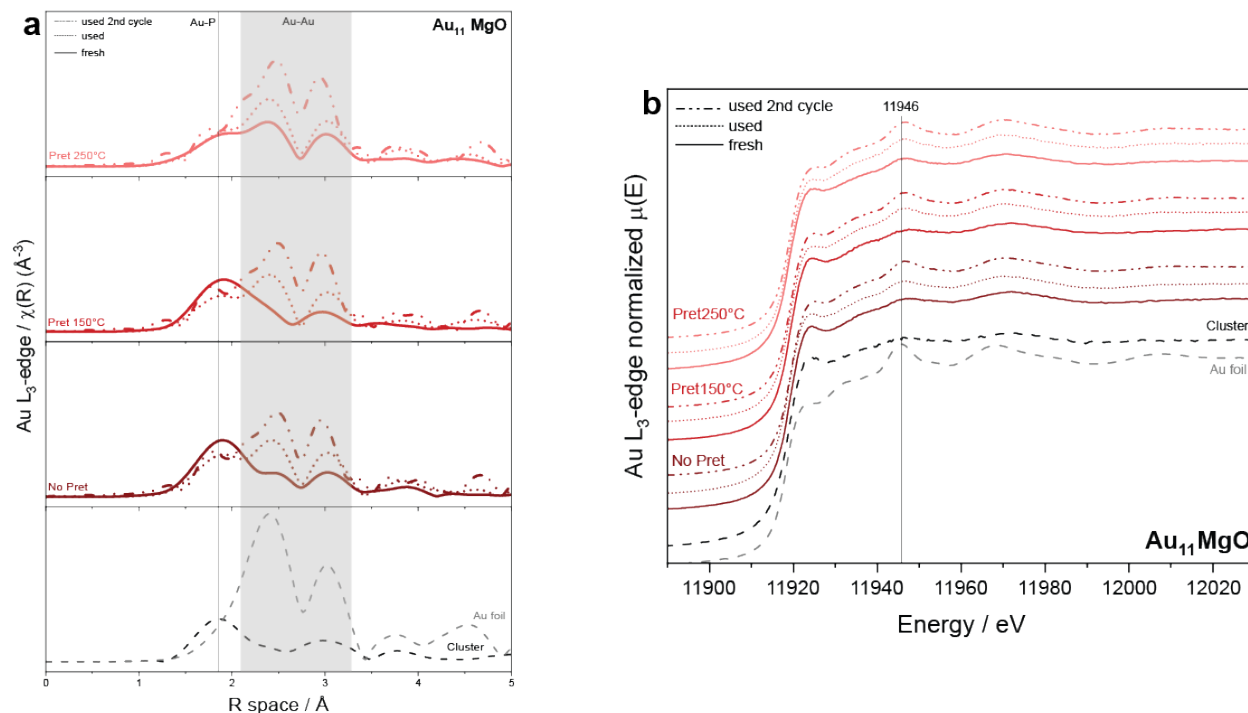 a
used 2nd cycle
used
fresh
Au-P
Au-Au
Au₁₁ MgO
Pret 250°C
Pret 150°C
No Pret
Au foil
Cluster
Au L₃-edge / χ(R) (Å⁻³)
0 1 2 3 4 5
R space / Å
b
used 2nd cycle
used
fresh
11946
Pret250°C
Pret150°C
No Pret
Cluster
Au foil
Au₁₁MgO
Au L₃-edge normalized μ(E)
11900 11920 11940 11960 11980 12000 12020
Energy / eV